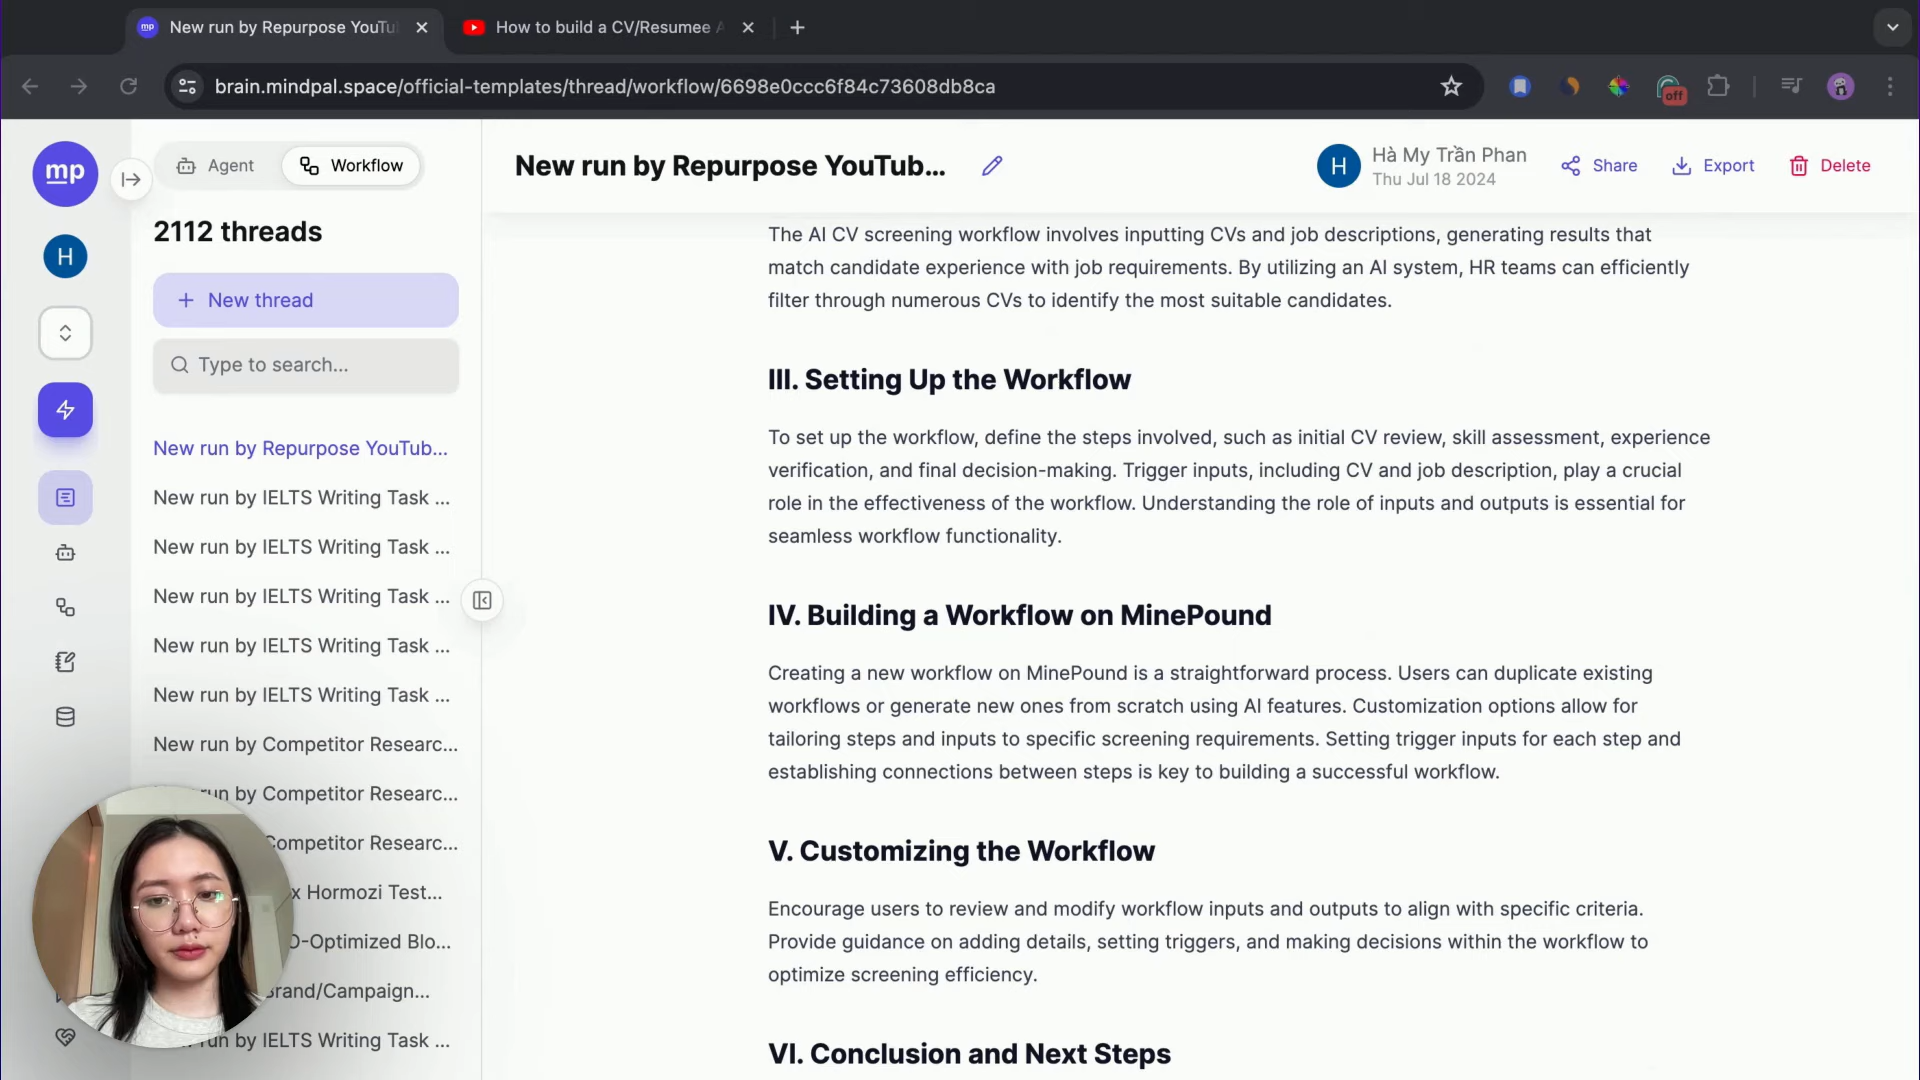 New run by Repurpose YouTu
How to build a CV/Resumee A
brain.mindpal.space/official-templates/thread/workflow/6698e0ccc6f84c73608db8ca
off
mp
H
Agent
Workflow
2112 threads
New thread
Type to search...
New run by Repurpose YouTub...
New run by IELTS Writing Task ...
New run by IELTS Writing Task ...
New run by IELTS Writing Task ...
New run by IELTS Writing Task ...
New run by IELTS Writing Task ...
New run by Competitor Researc...
run by Competitor Researc...
Competitor Researc...
x Hormozi Test...
O-Optimized Blo...
Brand/Campaign...
run by IELTS Writing Task ...
New run by Repurpose YouTub...
H
Hà My Trần Phan
Thu Jul 18 2024
Share
Export
Delete
The AI CV screening workflow involves inputting CVs and job descriptions, generating results that
match candidate experience with job requirements. By utilizing an AI system, HR teams can efficiently
filter through numerous CVs to identify the most suitable candidates.
III. Setting Up the Workflow
To set up the workflow, define the steps involved, such as initial CV review, skill assessment, experience
verification, and final decision-making. Trigger inputs, including CV and job description, play a crucial
role in the effectiveness of the workflow. Understanding the role of inputs and outputs is essential for
seamless workflow functionality.
IV. Building a Workflow on MinePound
Creating a new workflow on MinePound is a straightforward process. Users can duplicate existing
workflows or generate new ones from scratch using AI features. Customization options allow for
tailoring steps and inputs to specific screening requirements. Setting trigger inputs for each step and
establishing connections between steps is key to building a successful workflow.
V. Customizing the Workflow
Encourage users to review and modify workflow inputs and outputs to align with specific criteria.
Provide guidance on adding details, setting triggers, and making decisions within the workflow to
optimize screening efficiency.
VI. Conclusion and Next Steps